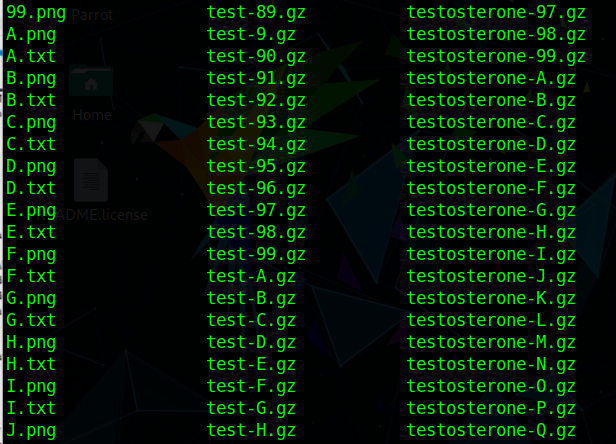 99.png test-89.gz testosterone-97.gz
A.png test-9.gz testosterone-98.gz
A.txt test-90.gz testosterone-99.gz
B.png test-91.gz testosterone-A.gz
B.txt test-92.gz testosterone-B.gz
C.png test-93.gz testosterone-C.gz
C.txt test-94.gz testosterone-D.gz
D.png test-95.gz testosterone-E.gz
D.txt test-96.gz testosterone-F.gz
E.png test-97.gz testosterone-G.gz
E.txt test-98.gz testosterone-H.gz
F.png test-99.gz testosterone-I.gz
F.txt test-A.gz testosterone-J.gz
G.png test-B.gz testosterone-K.gz
G.txt test-C.gz testosterone-L.gz
H.png test-D.gz testosterone-M.gz
H.txt test-E.gz testosterone-N.gz
I.png test-F.gz testosterone-O.gz
I.txt test-G.gz testosterone-P.gz
J.png test-H.gz testosterone-Q.gz
Parrot
Home
ADME.license